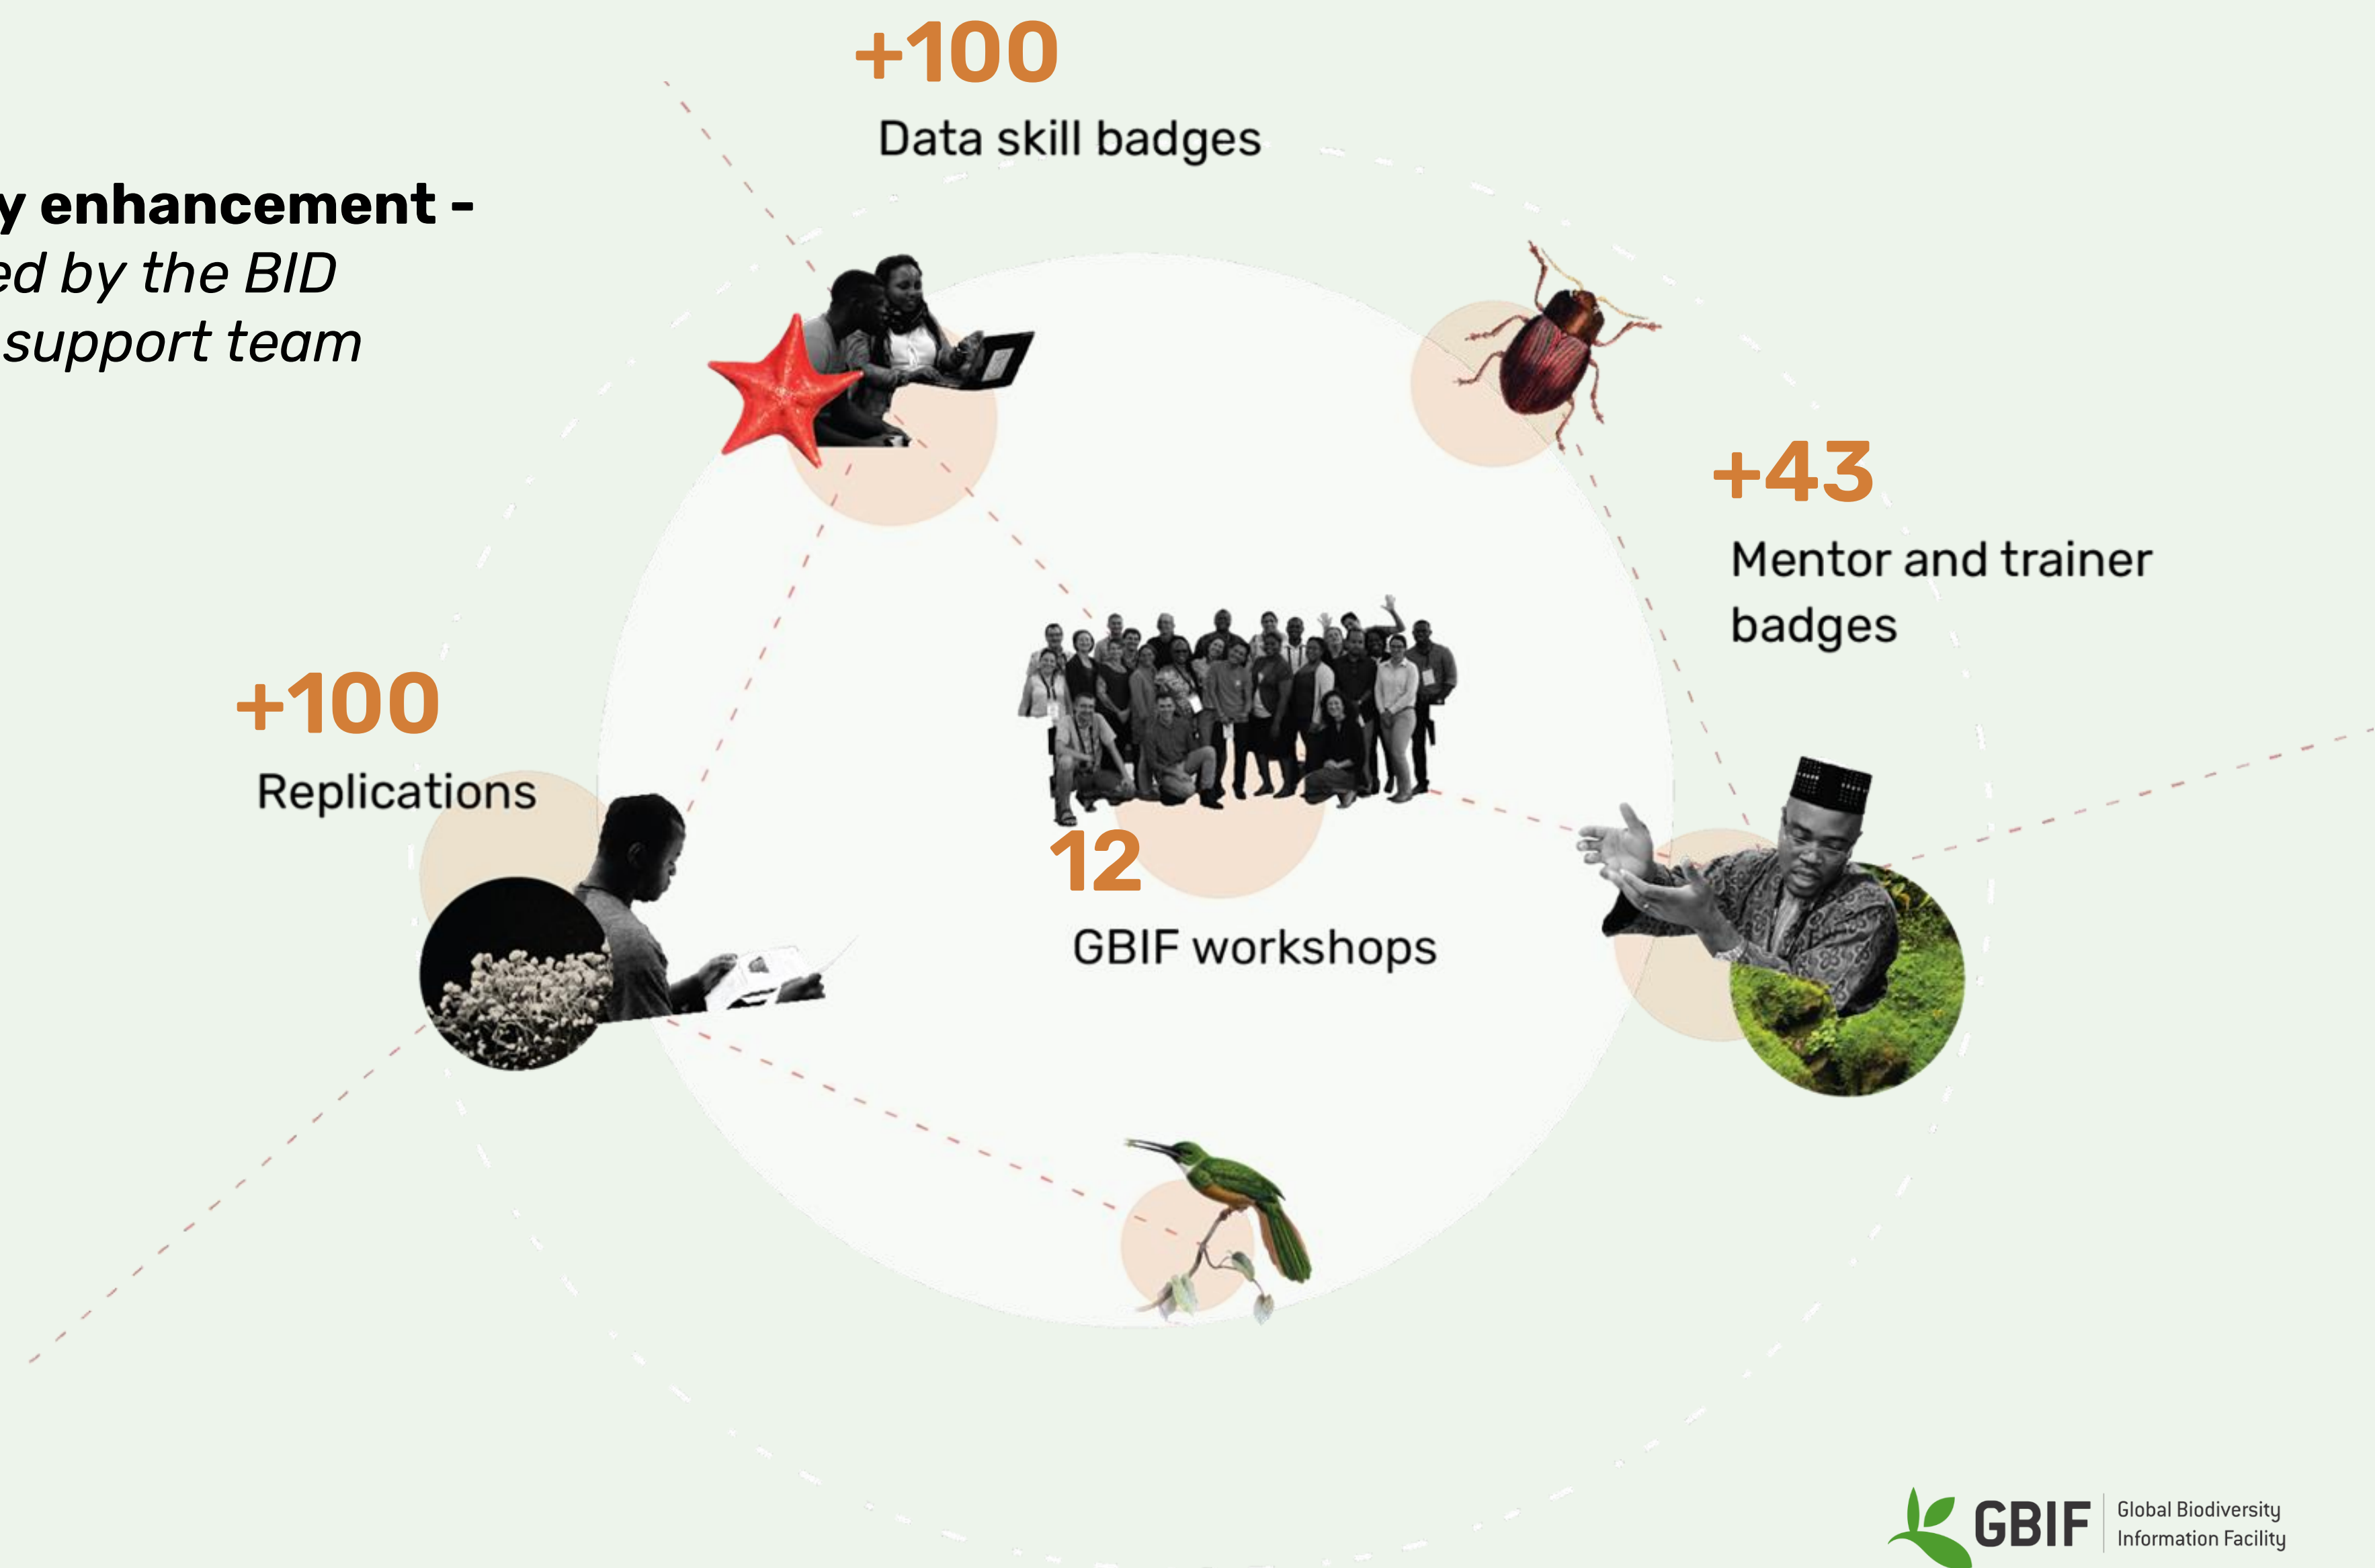 +100
Data skill badges
y enhancement -
ed by the BID
support team
+43
Mentor and trainer
badges
+100
Replications
12
GBIF workshops
GBIF
Global Biodiversity
Information Facility